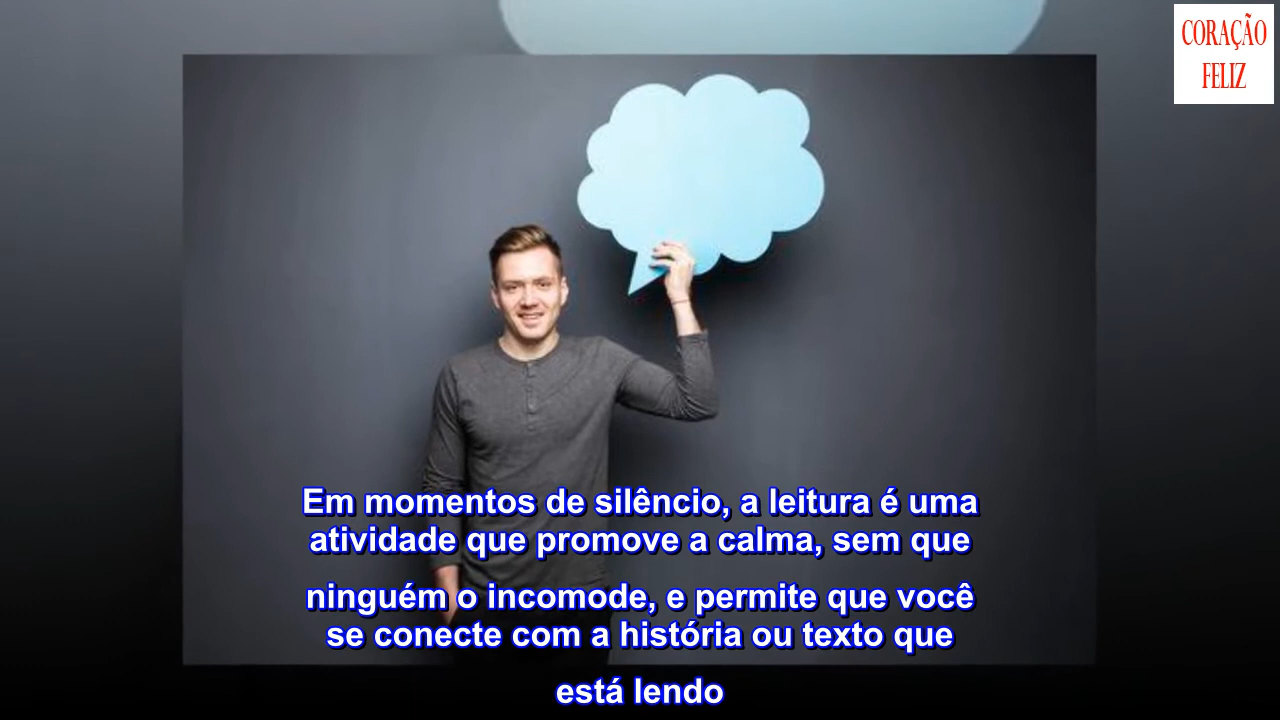 CORAÇÃO
FELIZ
Em momentos de silêncio, a leitura é uma
atividade que promove a calma, sem que
ninguém o incomode, e permite que você
se conecte com a história ou texto que
está lendo